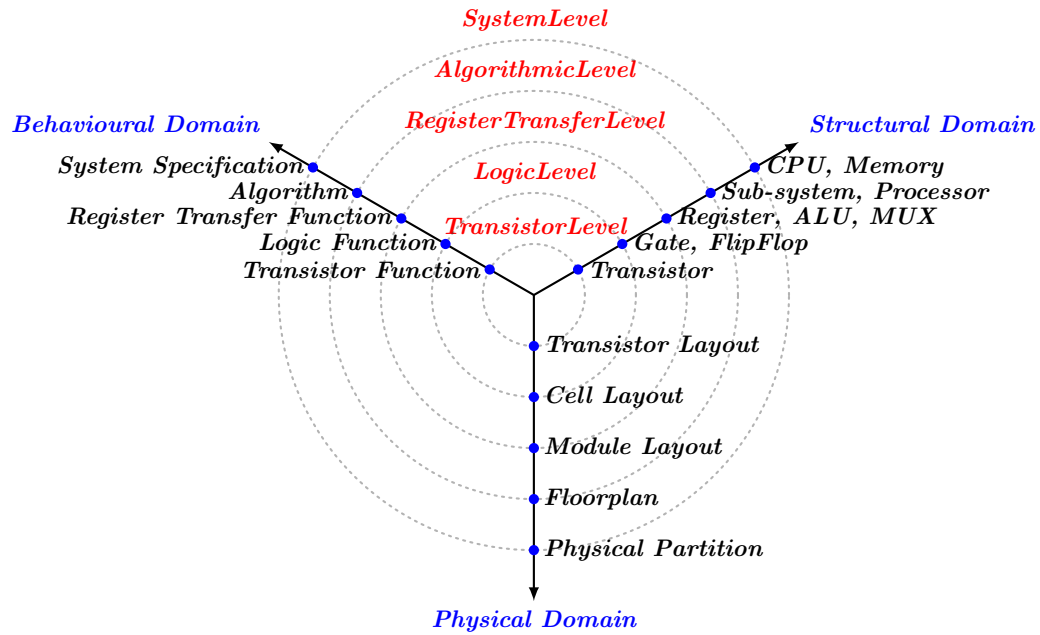 SystemLevel
AlgorithmicLevel
RegisterTransferLevel
LogicLevel
TransistorLevel
Behavioural Domain
System Specification
Algorithm
Register Transfer Function
Logic Function
Transistor Function
Structural Domain
CPU, Memory
Sub-system, Processor
Register, ALU, MUX
Gate, FlipFlop
Transistor
Transistor Layout
Cell Layout
Module Layout
Floorplan
Physical Partition
Physical Domain